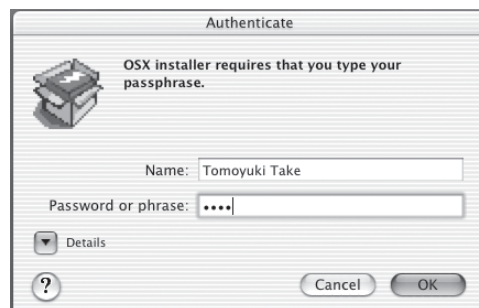 Authenticate
OSX installer requires that you type your
passphrase.
Name: Tomoyuki Take
Password or phrase: ••••
Details
? Cancel OK